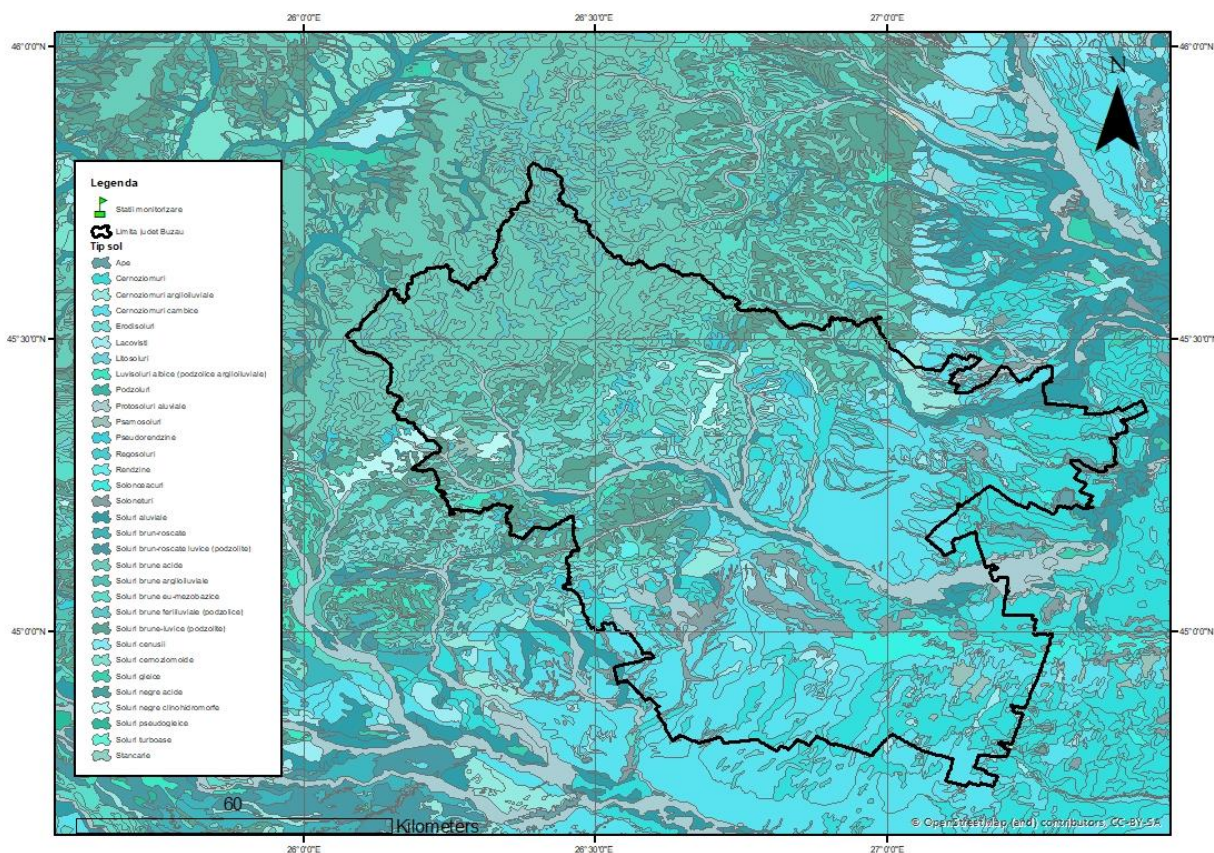 26°0'0"E 26°30'0"E 27°0'0"E
46°0'0"N 46°0'0"N
N
Legenda
Statii monitorizare
Limita judet Buzau
Tip sol
Ape
Cernoziomuri
Cernoziomuri argiloiluviale
Cernoziomuri cambice
Erodisoluri
Lacovisti
Litosoluri
Luvisoluri albice (podzolice argiloiluviale)
Podzoluri
Protosoluri aluviale
Psamosoluri
Pseudorendzine
Regosoluri
Rendzine
Solonceacuri
Soloneturi
Soluri aluviale
Soluri brun-roscate
Soluri brun-roscate luvice (podzolite)
Soluri brune acide
Soluri brune argiloiluviale
Soluri brune eu-mezobazice
Soluri brune feriiluviale (podzolice)
Soluri brune-luvice (podzolite)
Soluri cenusii
Soluri cernoziomoide
Soluri gleice
Soluri negre acide
Soluri negre clinohidromorfe
Soluri pseudogleice
Soluri turboase
Stancarie
45°30'0"N 45°30'0"N
45°0'0"N 45°0'0"N
60
Kilometers
© OpenStreetMap (and) contributors, CC-BY-SA
26°0'0"E 26°30'0"E 27°0'0"E